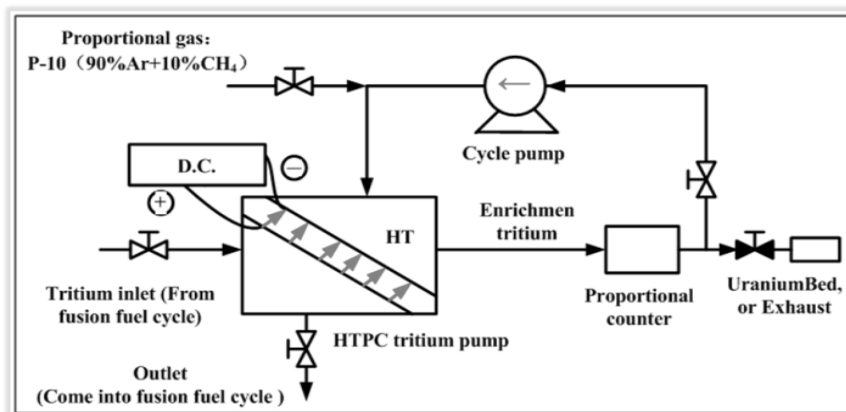 Proportional gas:
P-10（90%Ar+10%CH₄）
Cycle pump
D.C.
−
+
HT
Enrichmen
tritium
Tritium inlet (From
fusion fuel cycle)
Proportional
counter
UraniumBed,
or Exhaust
HTPC tritium pump
Outlet
(Come into fusion fuel cycle )